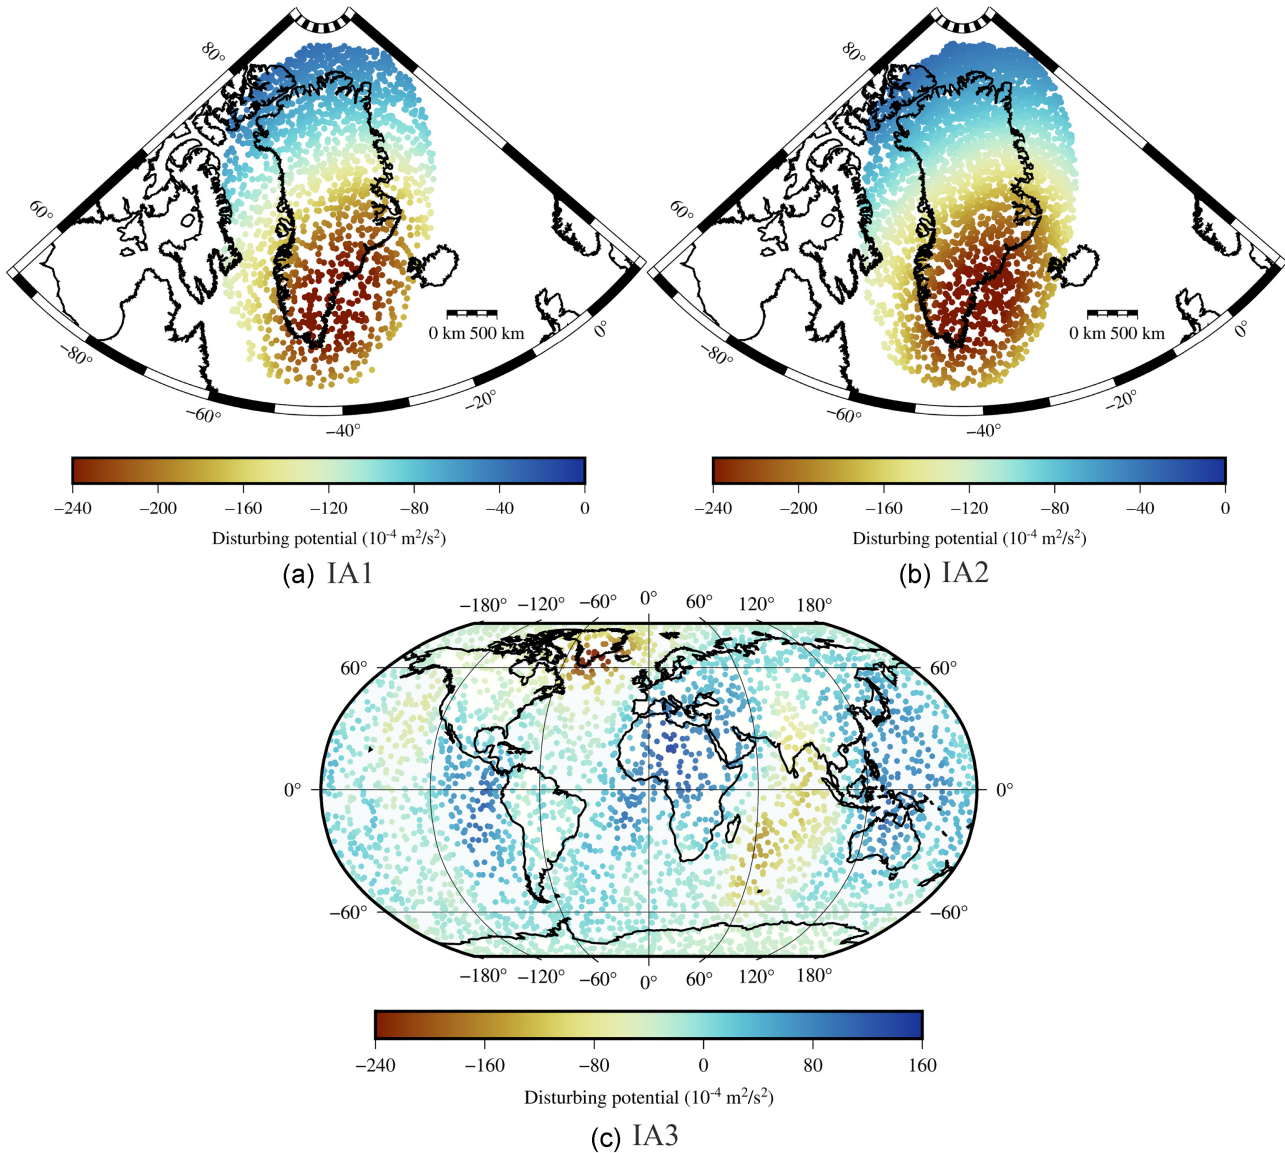 80° 80°
60° 60°
0 km 500 km 0 km 500 km
−80° 0° −80° 0°
−60° −20° −60° −20°
−40° −40°
−240 −200 −160 −120 −80 −40 0 −240 −200 −160 −120 −80 −40 0
Disturbing potential (10⁻⁴ m²/s²) Disturbing potential (10⁻⁴ m²/s²)
(a) IA1 (b) IA2
−180° −120° −60° 0° 60° 120° 180°
60° 60°
0° 0°
−60° −60°
−180° −120° −60° 0° 60° 120° 180°
−240 −160 −80 0 80 160
Disturbing potential (10⁻⁴ m²/s²)
(c) IA3